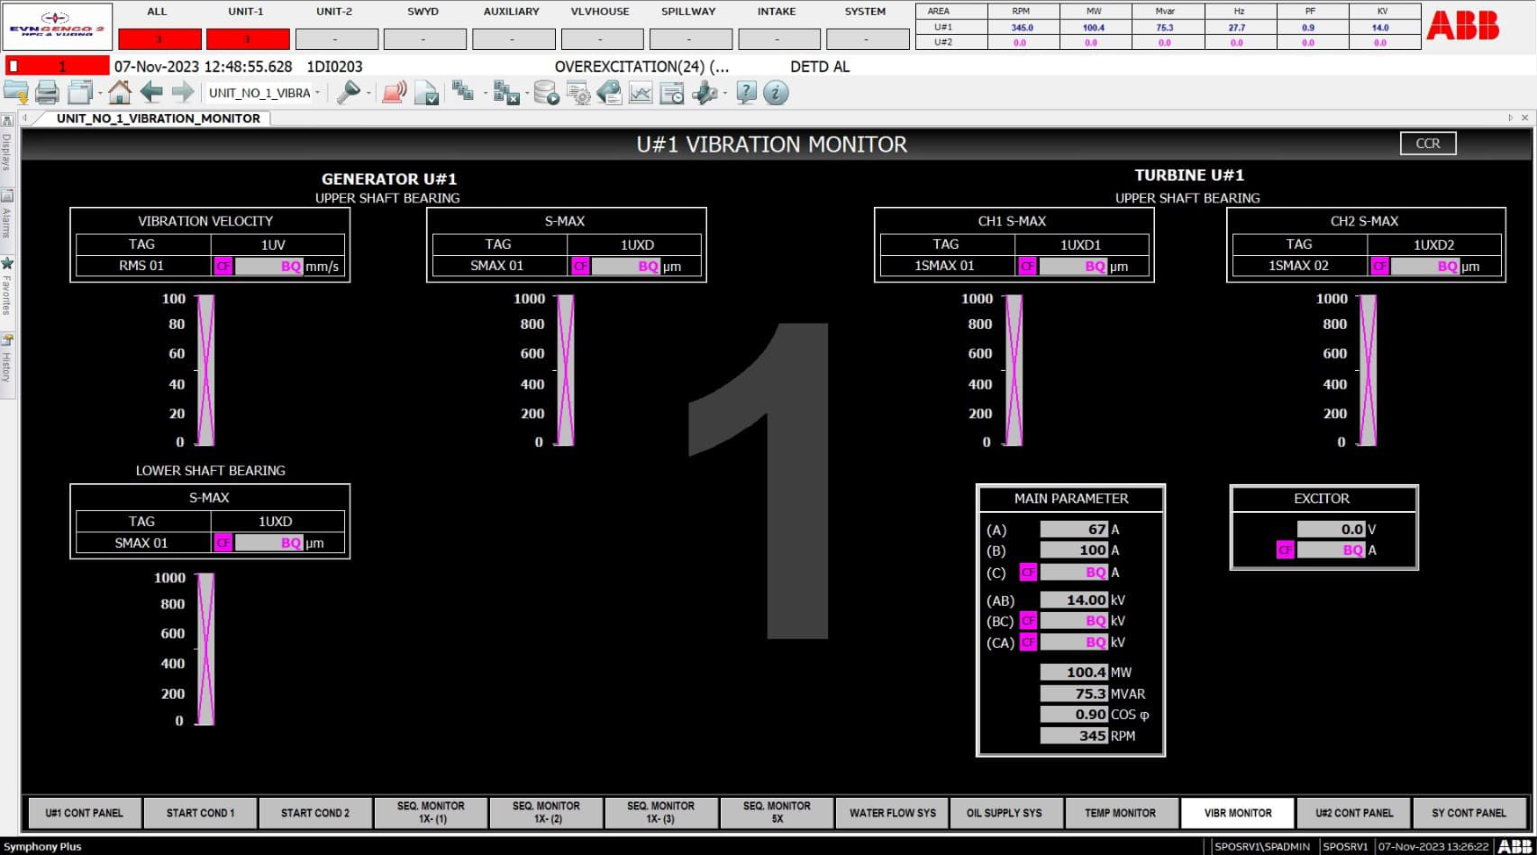 ALL UNIT-1 UNIT-2 SWYD AUXILIARY VLVHOUSE SPILLWAY INTAKE SYSTEM
EVNGENCO 2
HPC A VUONG
3 3 - - - - - - -
AREA RPM MW Mvar Hz PF KV
U#1 345.0 100.4 75.3 27.7 0.9 14.0
U#2 0.0 0.0 0.0 0.0 0.0 0.0
ABB
1 07-Nov-2023 12:48:55.628 1DI0203 OVEREXCITATION(24) (... DETD AL
UNIT_NO_1_VIBRA
UNIT_NO_1_VIBRATION_MONITOR
Displays
Alarms
Favorites
History
U#1 VIBRATION MONITOR
CCR
GENERATOR U#1
UPPER SHAFT BEARING
VIBRATION VELOCITY
TAG 1UV
RMS 01 CF BQ mm/s
100
80
60
40
20
0
S-MAX
TAG 1UXD
SMAX 01 CF BQ µm
1000
800
600
400
200
0
LOWER SHAFT BEARING
S-MAX
TAG 1UXD
SMAX 01 CF BQ µm
1000
800
600
400
200
0
1
TURBINE U#1
UPPER SHAFT BEARING
CH1 S-MAX
TAG 1UXD1
1SMAX 01 CF BQ µm
1000
800
600
400
200
0
CH2 S-MAX
TAG 1UXD2
1SMAX 02 CF BQ µm
1000
800
600
400
200
0
MAIN PARAMETER
(A) 67 A
(B) 100 A
(C) CF BQ A
(AB) 14.00 kV
(BC) CF BQ kV
(CA) CF BQ kV
100.4 MW
75.3 MVAR
0.90 COS φ
345 RPM
EXCITOR
0.0 V
CF BQ A
U#1 CONT PANEL
START COND 1
START COND 2
SEQ. MONITOR
1X- (1)
SEQ. MONITOR
1X- (2)
SEQ. MONITOR
1X- (3)
SEQ. MONITOR
5X
WATER FLOW SYS
OIL SUPPLY SYS
TEMP MONITOR
VIBR MONITOR
U#2 CONT PANEL
SY CONT PANEL
Symphony Plus
SPOSRV1\SPADMIN SPOSRV1 07-Nov-2023 13:26:22 ABB